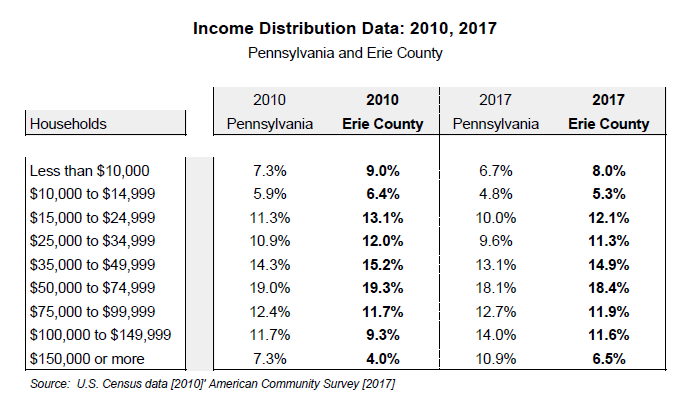 Income Distribution Data: 2010, 2017
Pennsylvania and Erie County
2010 2010 2017 2017
Households Pennsylvania Erie County Pennsylvania Erie County
Less than $10,000 7.3% 9.0% 6.7% 8.0%
$10,000 to $14,999 5.9% 6.4% 4.8% 5.3%
$15,000 to $24,999 11.3% 13.1% 10.0% 12.1%
$25,000 to $34,999 10.9% 12.0% 9.6% 11.3%
$35,000 to $49,999 14.3% 15.2% 13.1% 14.9%
$50,000 to $74,999 19.0% 19.3% 18.1% 18.4%
$75,000 to $99,999 12.4% 11.7% 12.7% 11.9%
$100,000 to $149,999 11.7% 9.3% 14.0% 11.6%
$150,000 or more 7.3% 4.0% 10.9% 6.5%
Source: U.S. Census data [2010]' American Community Survey [2017]